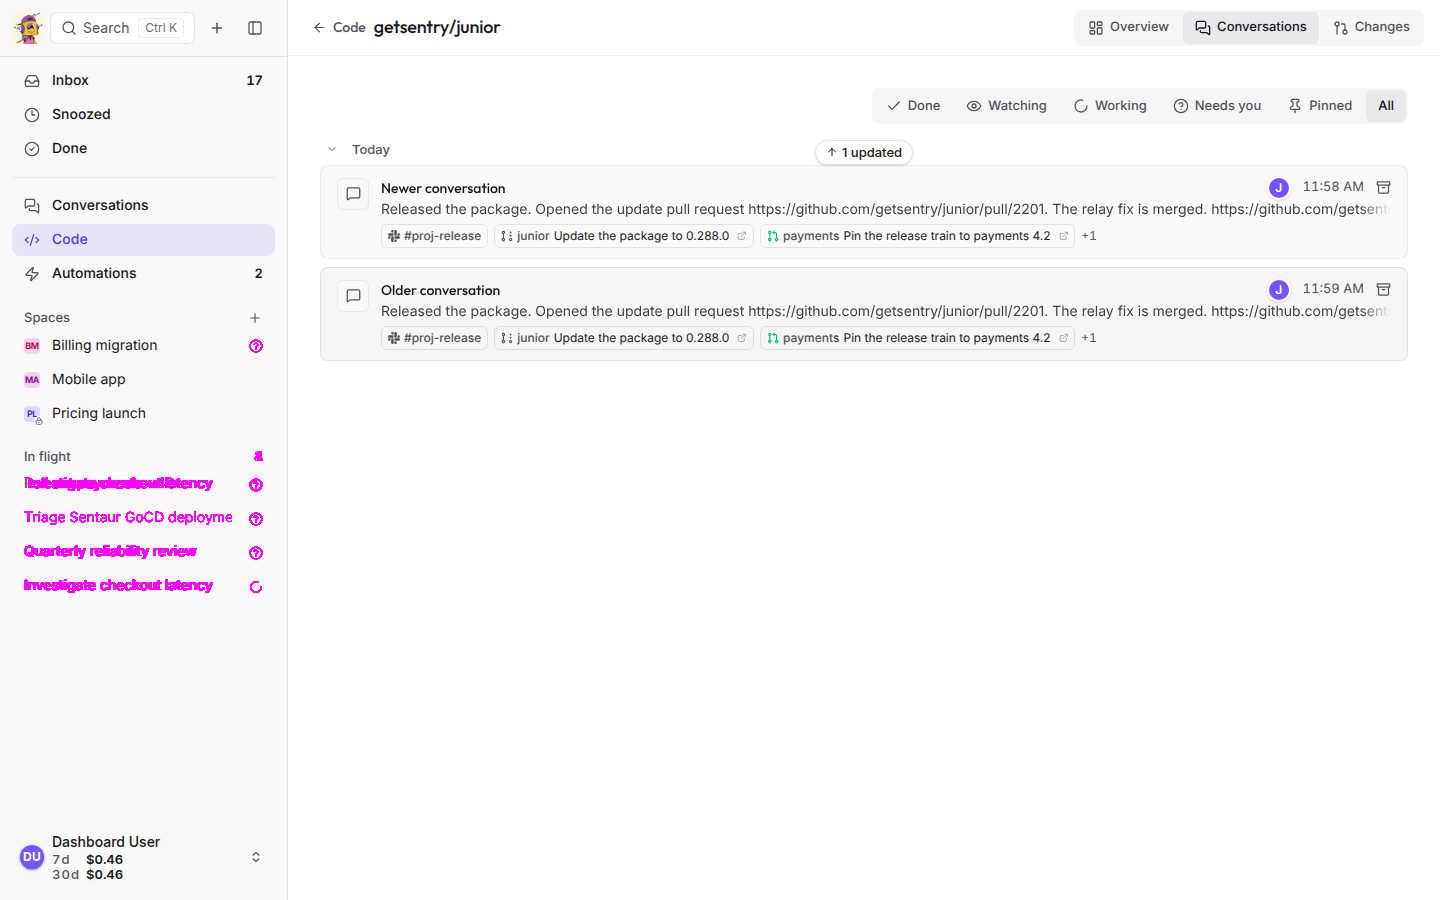 Search Ctrl K
Inbox 17
Snoozed
Done
Conversations
Code
Automations 2
Spaces
BM Billing migration
MA Mobile app
PL Pricing launch
In flight
Triage Sentaur GoCD deployme
Quarterly reliability review
Investigate checkout latency
DU Dashboard User
7d $0.46
30d $0.46
Code getsentry/junior
Overview Conversations Changes
Done Watching Working Needs you Pinned All
Today
1 updated
Newer conversation J 11:58 AM
Released the package. Opened the update pull request https://github.com/getsentry/junior/pull/2201. The relay fix is merged. https://github.com/getsent
#proj-release junior Update the package to 0.288.0 payments Pin the release train to payments 4.2 +1
Older conversation J 11:59 AM
Released the package. Opened the update pull request https://github.com/getsentry/junior/pull/2201. The relay fix is merged. https://github.com/getsent
#proj-release junior Update the package to 0.288.0 payments Pin the release train to payments 4.2 +1